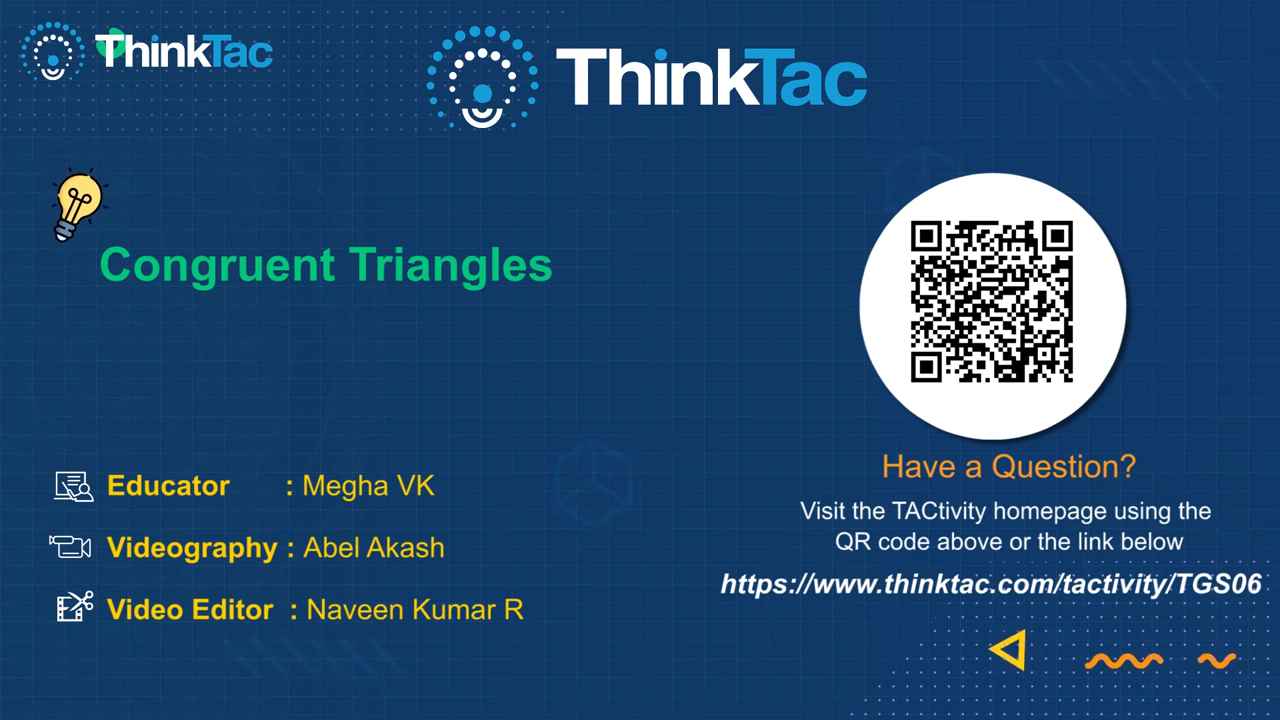 ThinkTac
ThinkTac
Congruent Triangles
Educator : Megha VK
Videography : Abel Akash
Video Editor : Naveen Kumar R
Have a Question?
Visit the TACtivity homepage using the
QR code above or the link below
https://www.thinktac.com/tactivity/TGS06